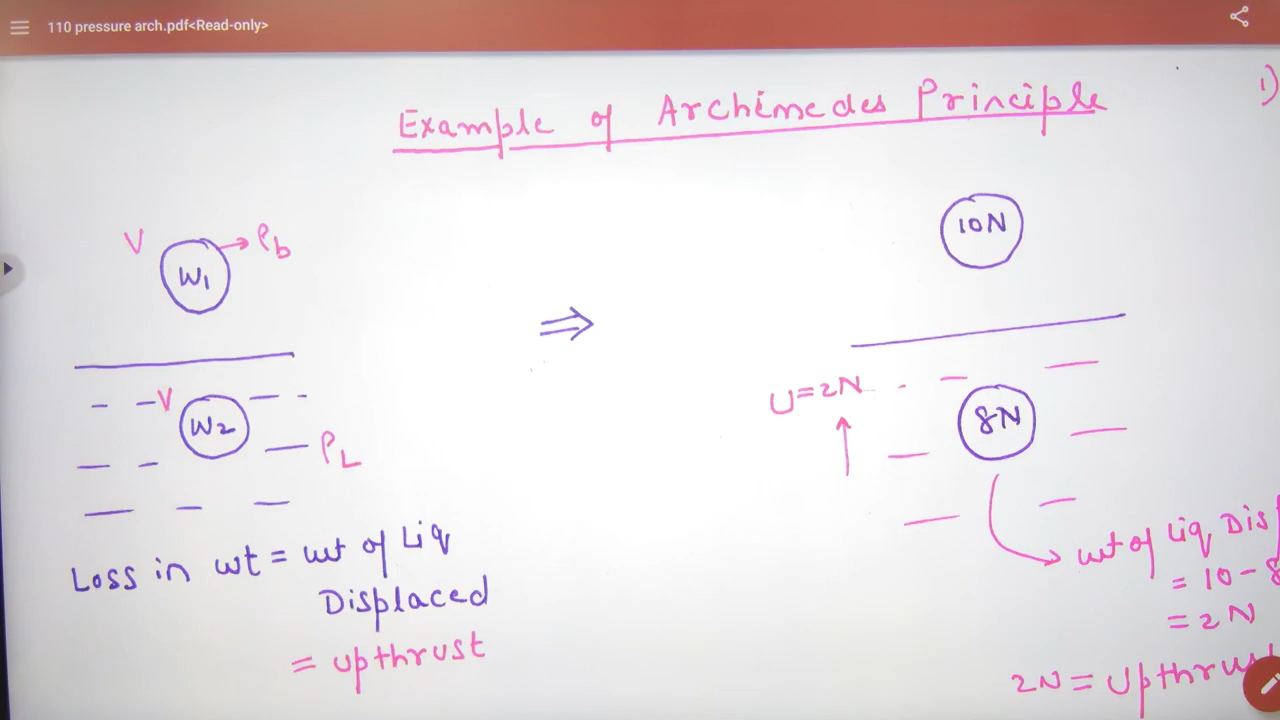 110 pressure arch.pdf<Read-only>
Example of Archimedes Principle
1)
V
W1
ρb
V
W2
ρL
Loss in wt = wt of Liq
Displaced
= upthrust
⇒
10N
U=2N
8N
wt of Liq
= 10 - 8
= 2N
2N = Upthrust